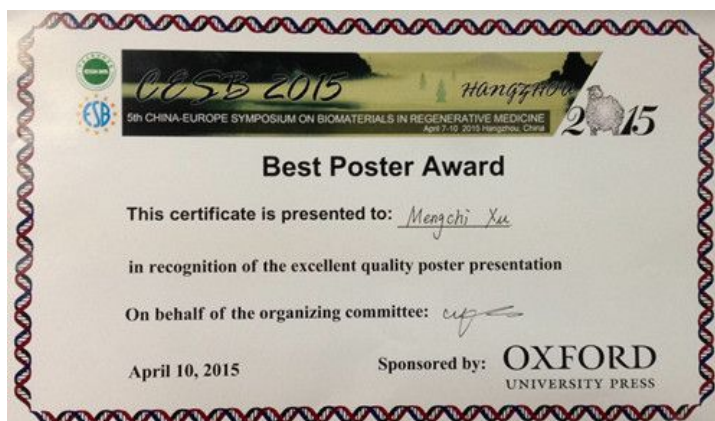 CESB 2015
HANGZHOU
5th CHINA-EUROPE SYMPOSIUM ON BIOMATERIALS IN REGENERATIVE MEDICINE
April 7-10 2015 Hangzhou, China
2015
ESB
Best Poster Award
This certificate is presented to: Mengchi Xu
in recognition of the excellent quality poster presentation
On behalf of the organizing committee:
April 10, 2015
Sponsored by: OXFORD
UNIVERSITY PRESS